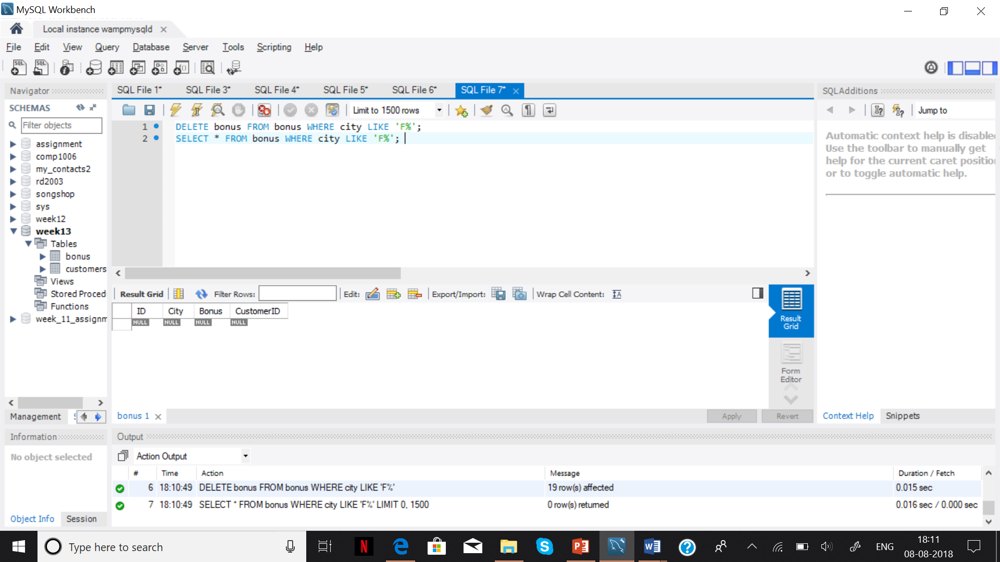 MySQL Workbench
Local instance wampmysqld
File Edit View Query Database Server Tools Scripting Help
Navigator
SCHEMAS
Filter objects
assignment
comp1006
my_contacts2
rd2003
songshop
sys
week12
week13
Tables
bonus
customers
Views
Stored Proced
Functions
week_11_assignm
Management
Information
No object selected
Object Info Session
SQL File 1* SQL File 3* SQL File 4* SQL File 5* SQL File 6* SQL File 7*
Limit to 1500 rows
1 DELETE bonus FROM bonus WHERE city LIKE 'F%';
2 SELECT * FROM bonus WHERE city LIKE 'F%';
Result Grid Filter Rows: Edit: Export/Import: Wrap Cell Content:
ID City Bonus CustomerID
NULL NULL NULL NULL
Result
Grid
Form
Editor
bonus 1
Apply Revert
SQLAdditions
Jump to
Automatic context help is disable
Use the toolbar to manually get
help for the current caret positio
or to toggle automatic help.
Context Help Snippets
Output
Action Output
# Time Action Message Duration / Fetch
6 18:10:49 DELETE bonus FROM bonus WHERE city LIKE 'F%' 19 row(s) affected 0.015 sec
7 18:10:49 SELECT * FROM bonus WHERE city LIKE 'F%' LIMIT 0, 1500 0 row(s) returned 0.016 sec / 0.000 sec
Type here to search
ENG
18:11
08-08-2018